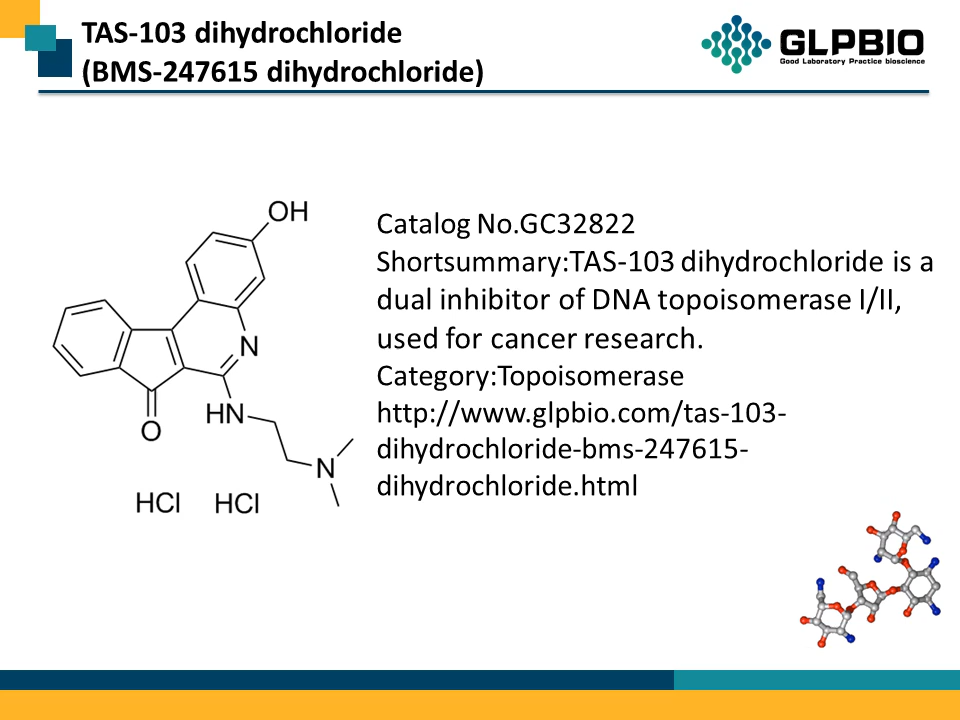 TAS-103 dihydrochloride
(BMS-247615 dihydrochloride)
GLPBIO
Good Laboratory Practice bioscience
OH
N
HN
O
N
HCl HCl
Catalog No.GC32822
Shortsummary:TAS-103 dihydrochloride is a
dual inhibitor of DNA topoisomerase I/II,
used for cancer research.
Category:Topoisomerase
http://www.glpbio.com/tas-103-
dihydrochloride-bms-247615-
dihydrochloride.html